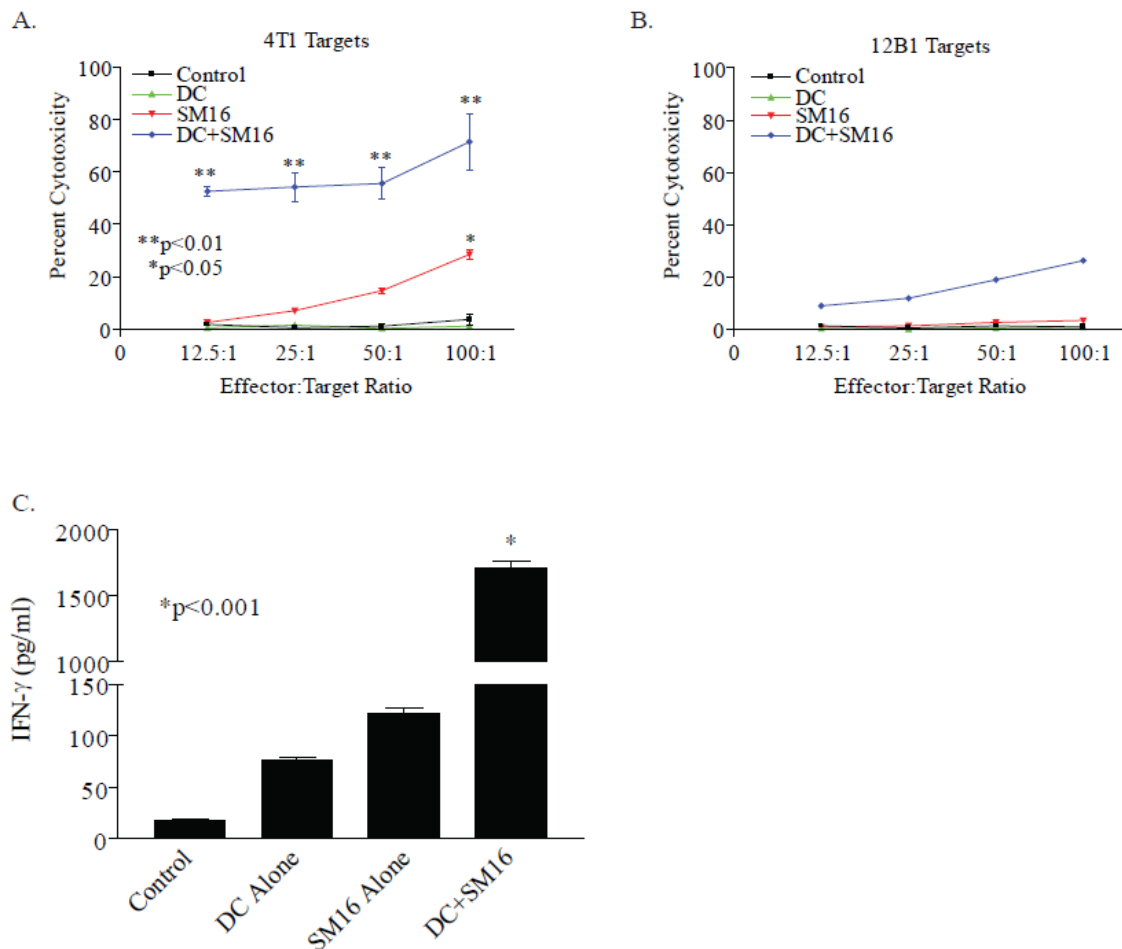 A.
4T1 Targets
Percent Cytotoxicity
100
80
60
40
20
0
Control
DC
SM16
DC+SM16
**
**
**
**
*
**p<0.01
*p<0.05
0
12.5:1
25:1
50:1
100:1
Effector:Target Ratio
B.
12B1 Targets
Percent Cytotoxicity
100
80
60
40
20
0
Control
DC
SM16
DC+SM16
0
12.5:1
25:1
50:1
100:1
Effector:Target Ratio
C.
IFN-γ (pg/ml)
2000
1500
1000
150
100
50
0
*p<0.001
*
Control
DC Alone
SM16 Alone
DC+SM16